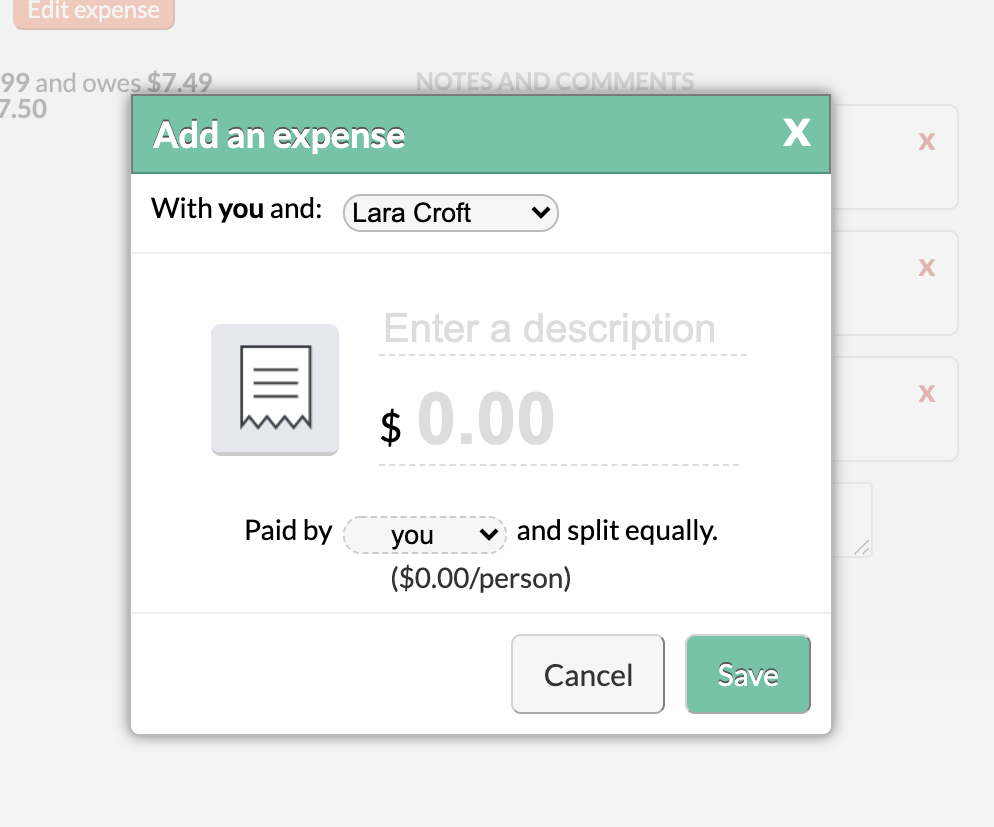 Edit expense
99 and owes $7.49
NOTES AND COMMENTS
7.50
Add an expense X
With you and: Lara Croft
x
x
x
Enter a description
$ 0.00
Paid by you and split equally.
($0.00/person)
Cancel Save